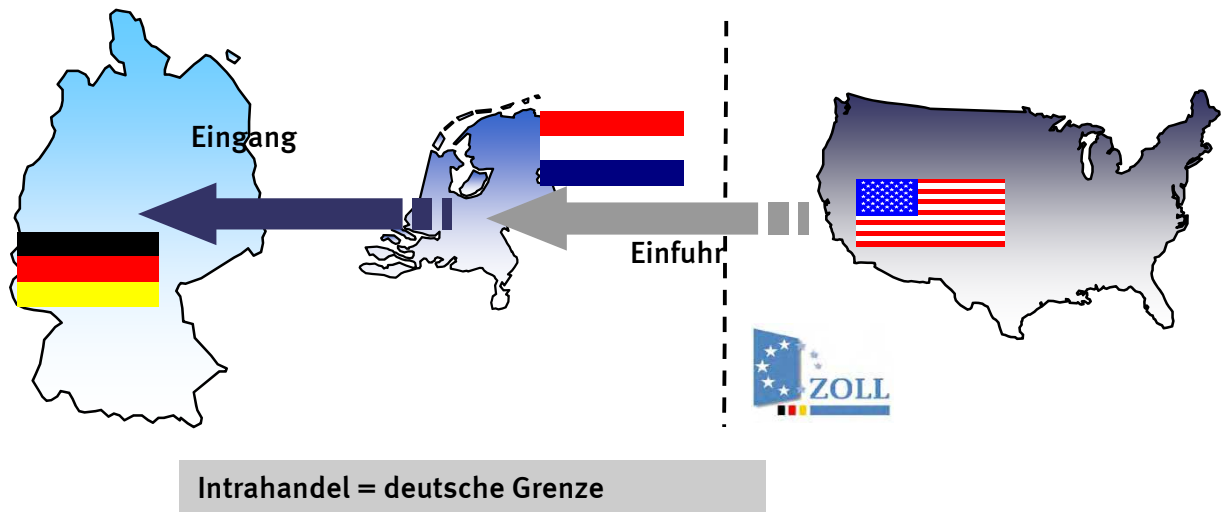 Eingang
Einfuhr
ZOLL
Intrahandel = deutsche Grenze